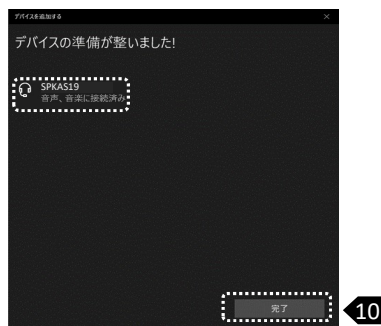 デバイスを追加する
×
デバイスの準備が整いました!
SPKAS19
音声、音楽に接続済み
完了
10